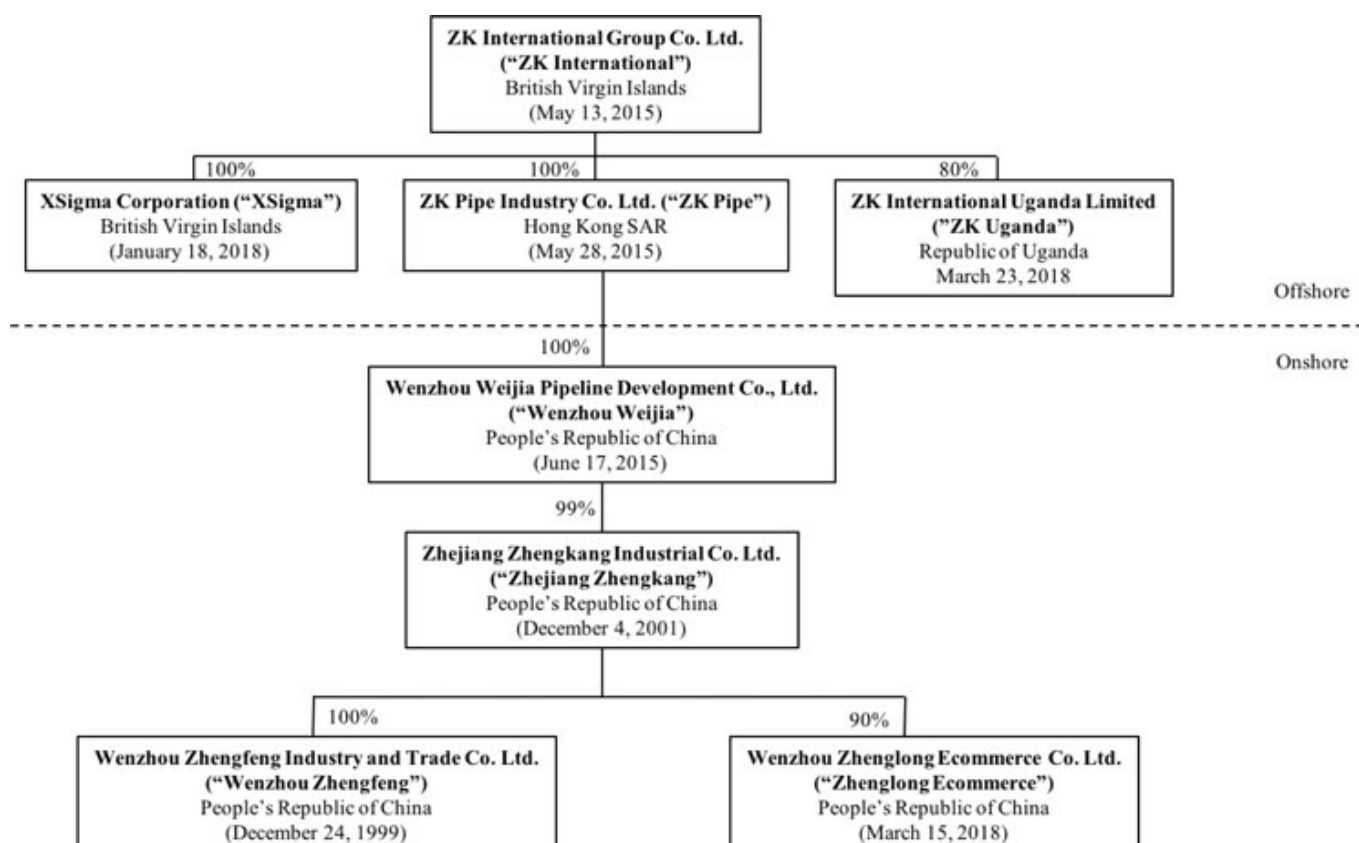 ZK International Group Co. Ltd.
(“ZK International”)
British Virgin Islands
(May 13, 2015)
100%
100%
80%
XSigma Corporation (“XSigma”)
British Virgin Islands
(January 18, 2018)
ZK Pipe Industry Co. Ltd. (“ZK Pipe”)
Hong Kong SAR
(May 28, 2015)
ZK International Uganda Limited
(”ZK Uganda”)
Republic of Uganda
March 23, 2018
Offshore
Onshore
100%
Wenzhou Weijia Pipeline Development Co., Ltd.
(“Wenzhou Weijia”)
People’s Republic of China
(June 17, 2015)
99%
Zhejiang Zhengkang Industrial Co. Ltd.
(“Zhejiang Zhengkang”)
People’s Republic of China
(December 4, 2001)
100%
90%
Wenzhou Zhengfeng Industry and Trade Co. Ltd.
(“Wenzhou Zhengfeng”)
People’s Republic of China
(December 24, 1999)
Wenzhou Zhenglong Ecommerce Co. Ltd.
(“Zhenglong Ecommerce”)
People’s Republic of China
(March 15, 2018)